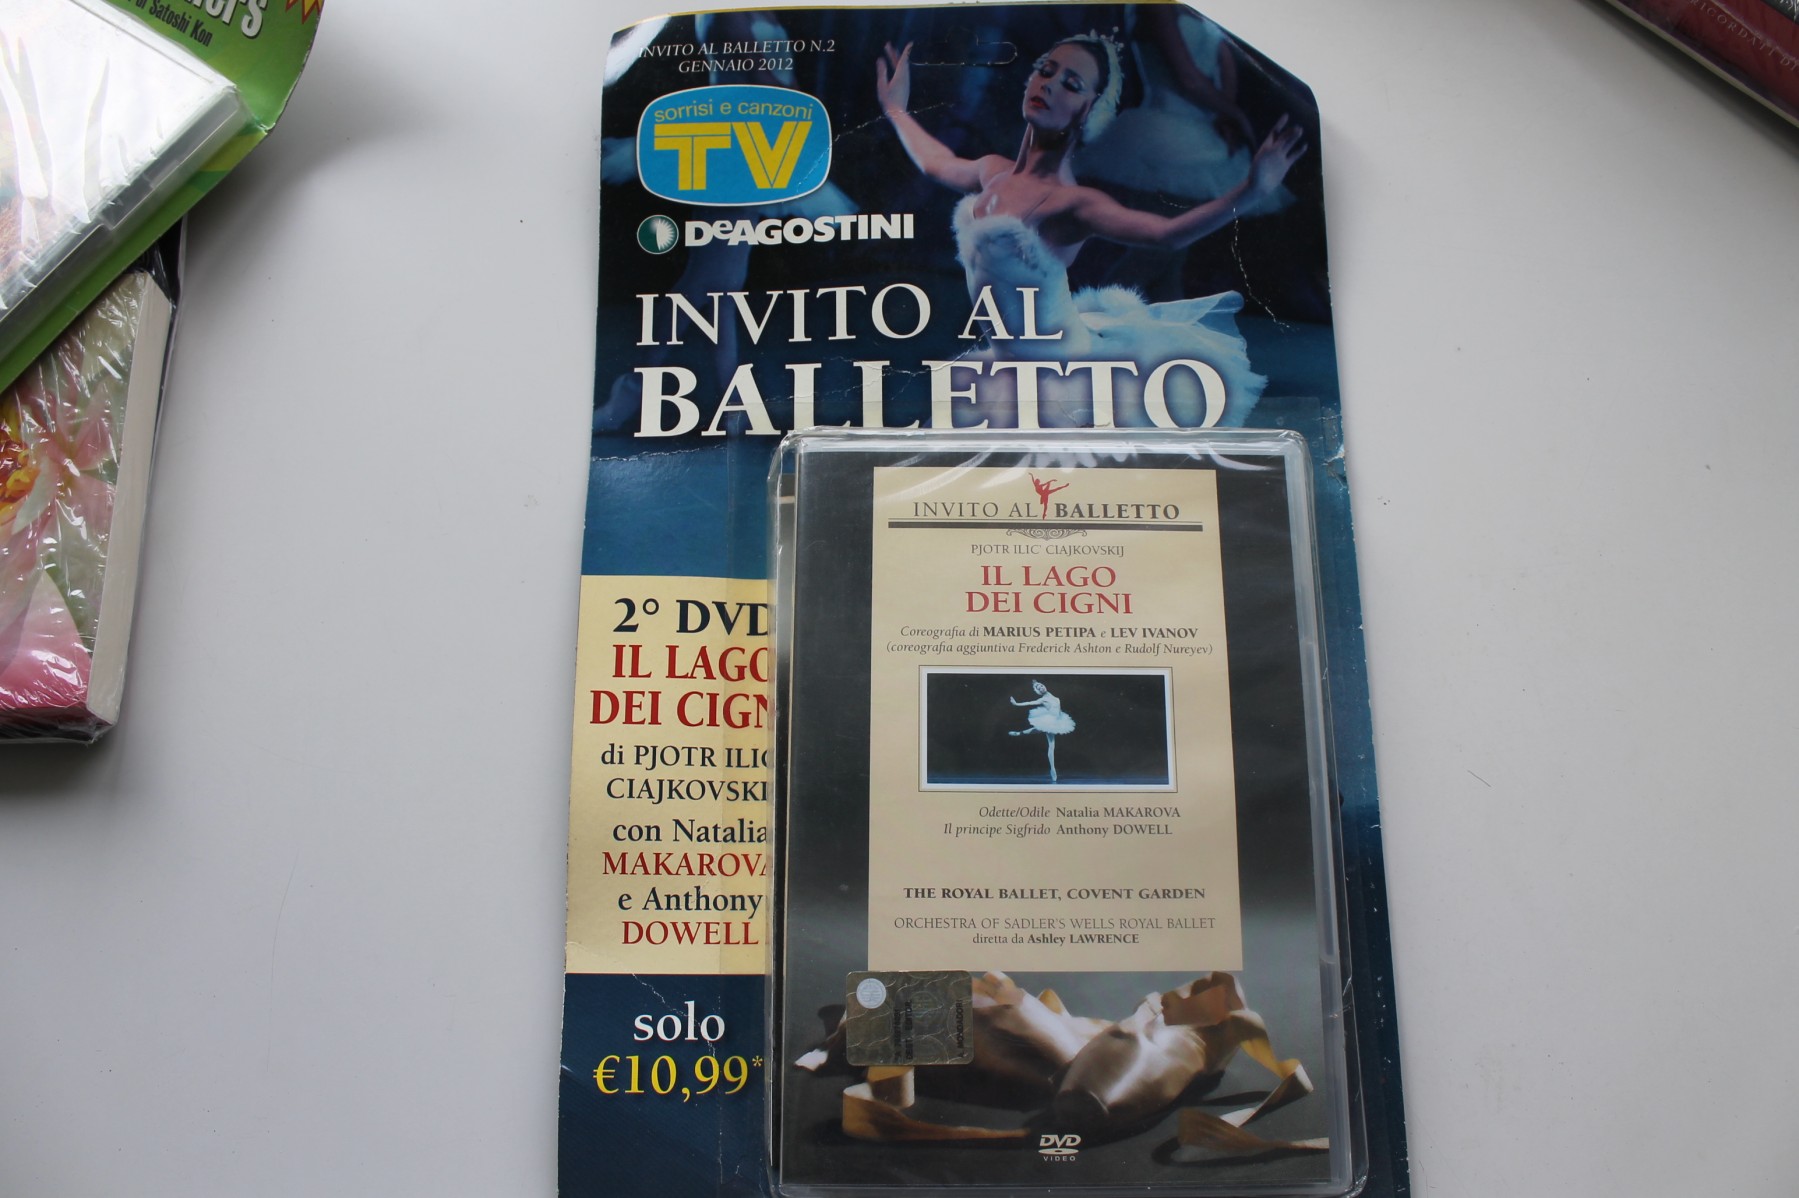 di Satoshi Kon
INVITO AL BALLETTO N.2
GENNAIO 2012
sorrisi e canzoni
TV
DeAGOSTINI
INVITO AL
BALLETTO
2° DVD
IL LAGO
DEI CIGN
di PJOTR ILIC
CIAJKOVSKI
con Natalia
MAKAROVA
e Anthony
DOWELL
solo
€10,99*
INVITO AL BALLETTO
PJOTR ILIC' CIAJKOVSKIJ
IL LAGO
DEI CIGNI
Coreografia di MARIUS PETIPA e LEV IVANOV
(coreografia aggiuntiva Frederick Ashton e Rudolf Nureyev)
Odette/Odile Natalia MAKAROVA
Il principe Sigfrido Anthony DOWELL
THE ROYAL BALLET, COVENT GARDEN
ORCHESTRA OF SADLER'S WELLS ROYAL BALLET
diretta da Ashley LAWRENCE
A. MONDADORI
DVD
VIDEO